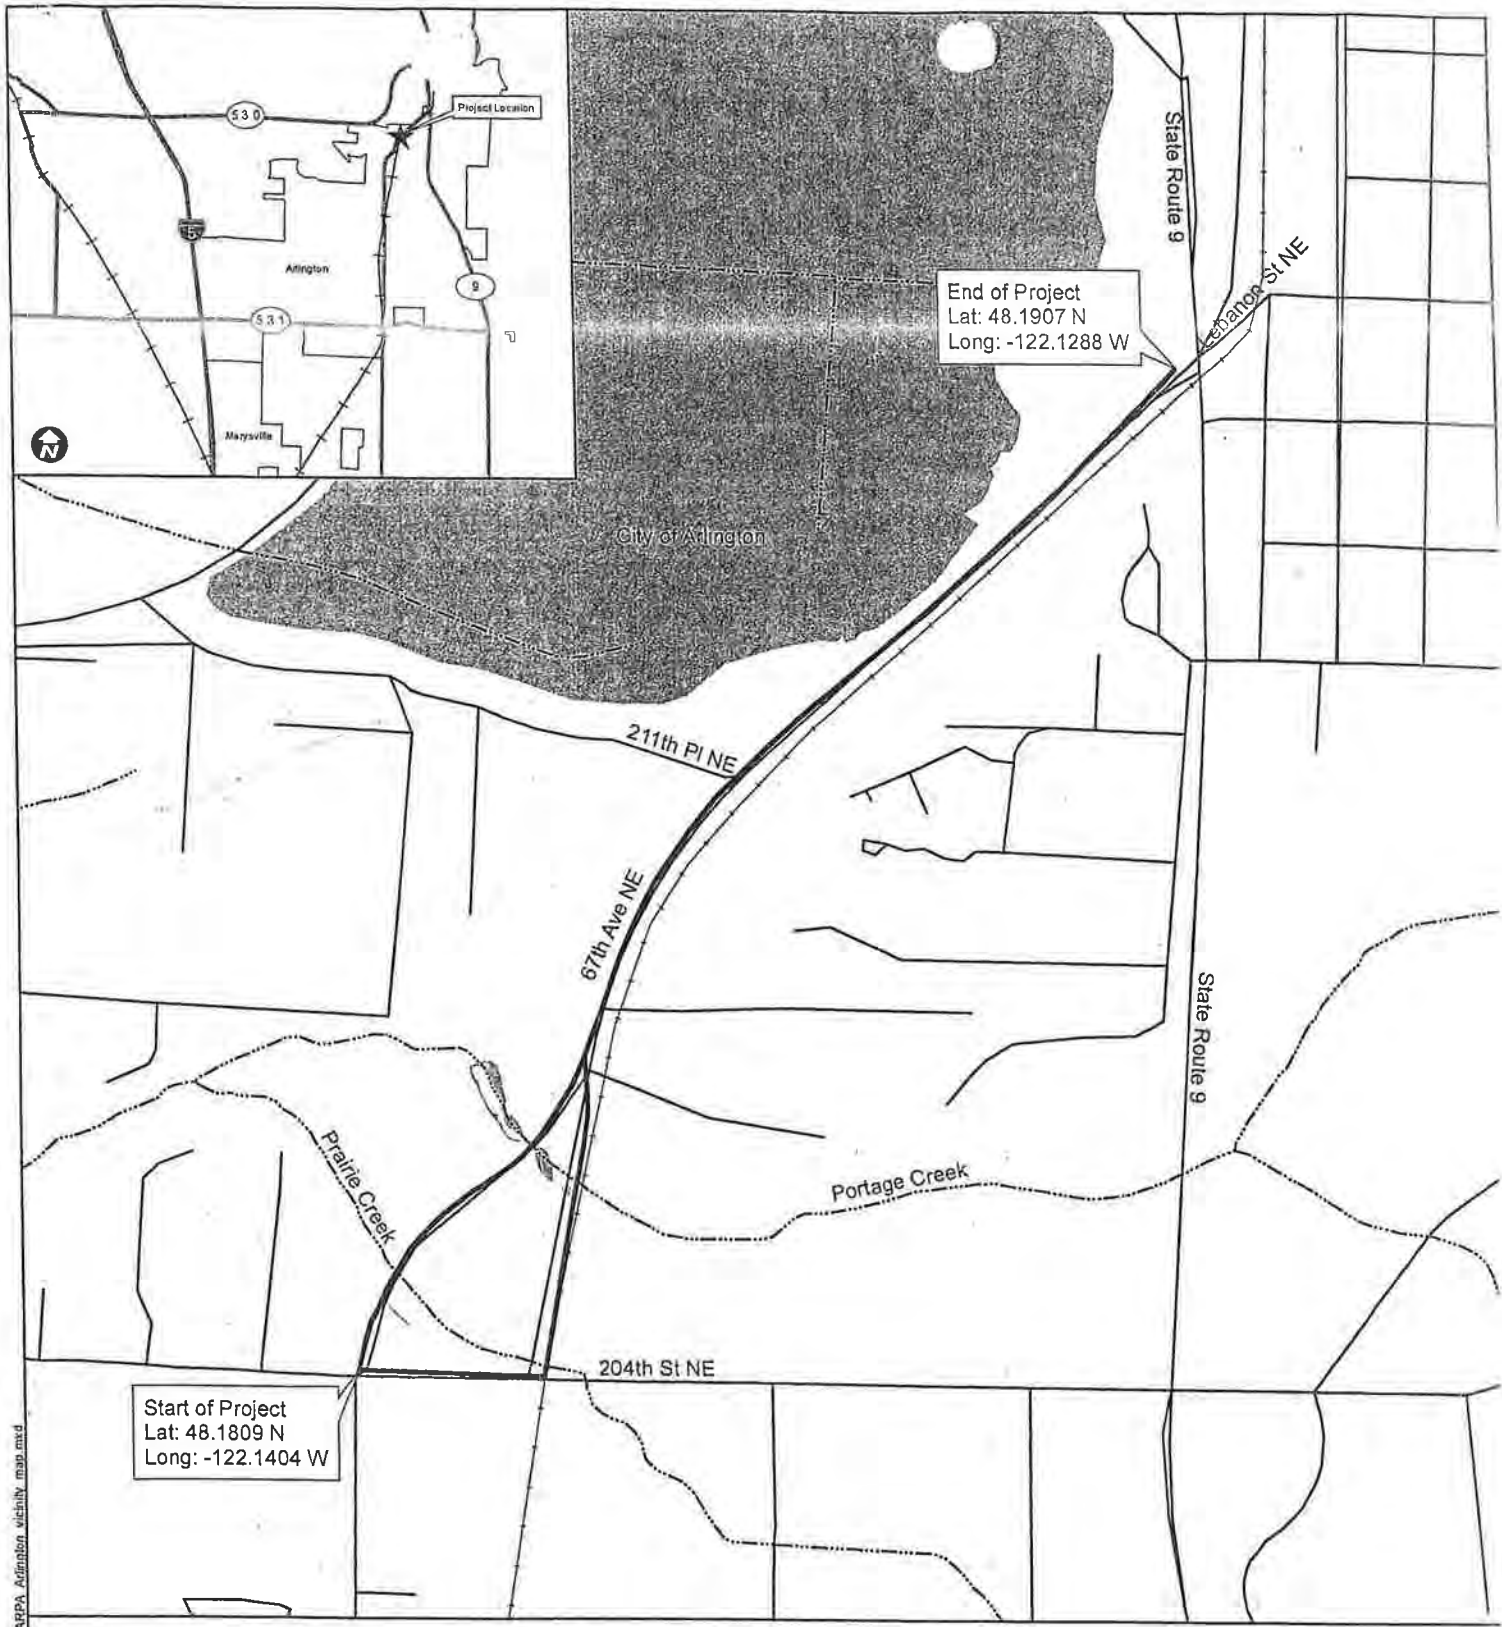 530
Project Location
5
Arlington
9
531
Marysville
N
State Route 9
End of Project
Lat: 48.1907 N
Long: -122.1288 W
Lebanon St NE
City of Arlington
211th Pl NE
67th Ave NE
State Route 9
Prairie Creek
Portage Creek
204th St NE
Start of Project
Lat: 48.1809 N
Long: -122.1404 W
ARPA Arlington vicinity map.mxd